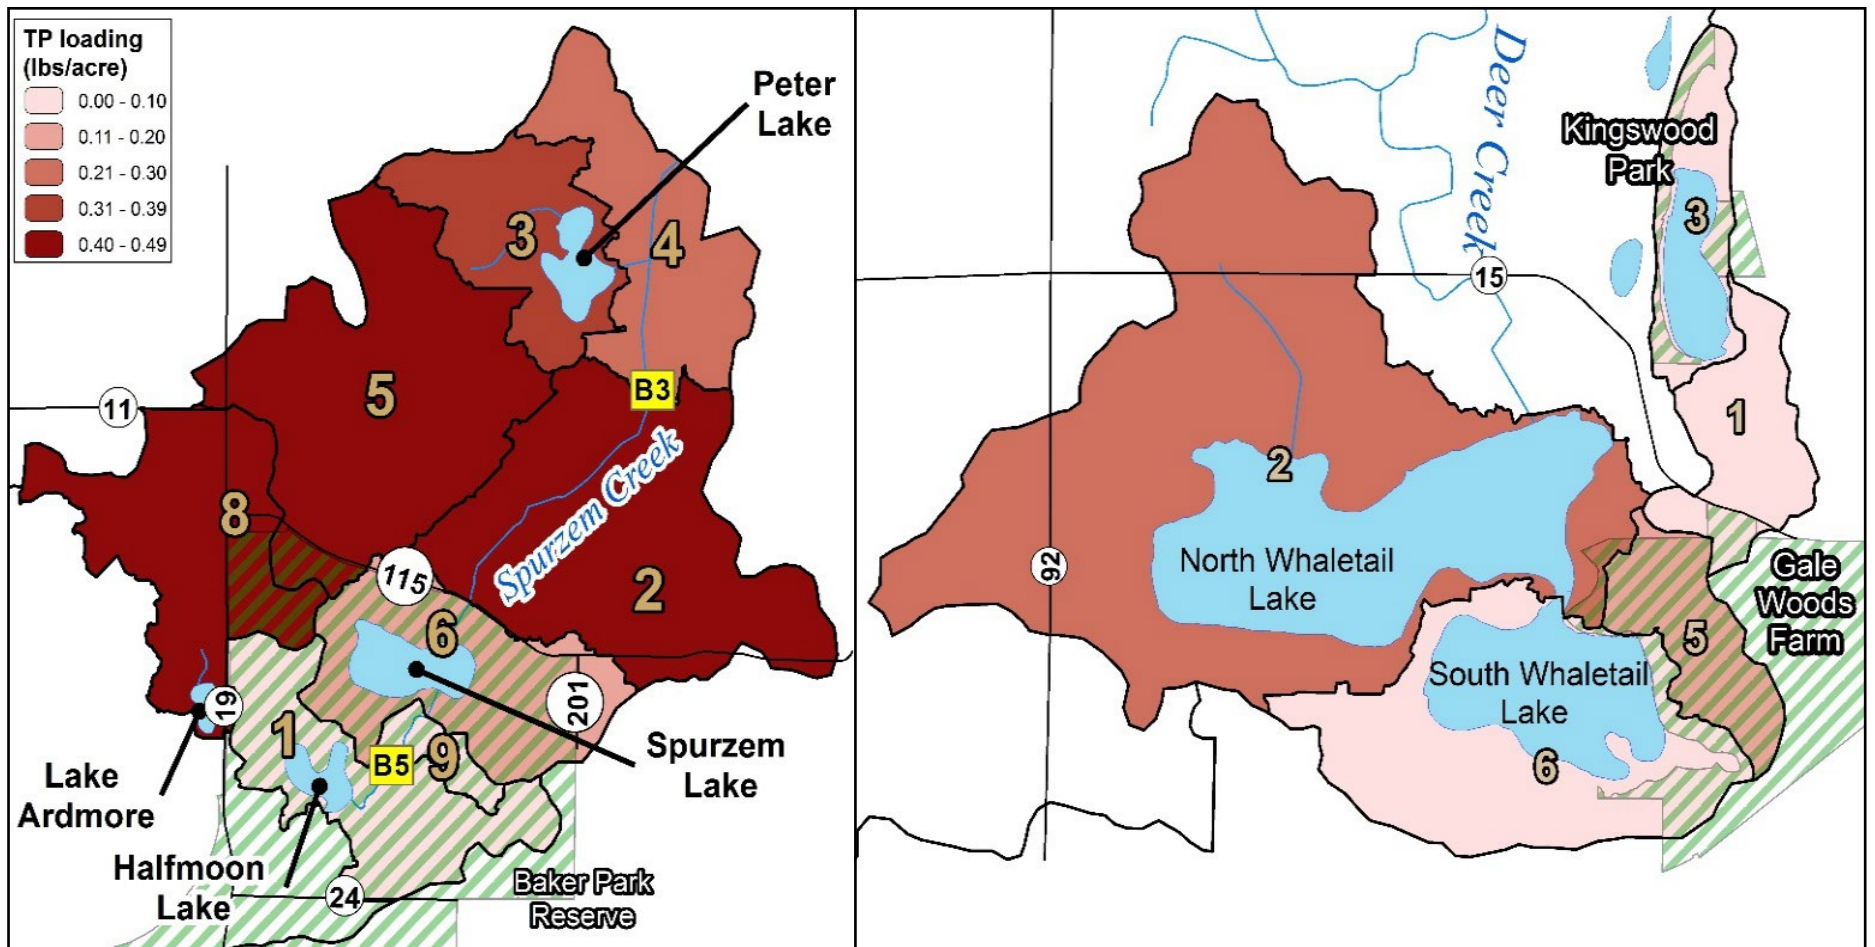 TP loading
(lbs/acre)
0.00 - 0.10
0.11 - 0.20
0.21 - 0.30
0.31 - 0.39
0.40 - 0.49
Peter
Lake
3
4
5
B3
11
8
Spurzem Creek
115
2
6
19
201
1
B5
9
Lake
Ardmore
Spurzem
Lake
Halfmoon
Lake
24
Baker Park
Reserve
Deer Creek
Kingswood
Park
3
15
1
2
92
North Whaletail
Lake
Gale
Woods
Farm
5
South Whaletail
Lake
6